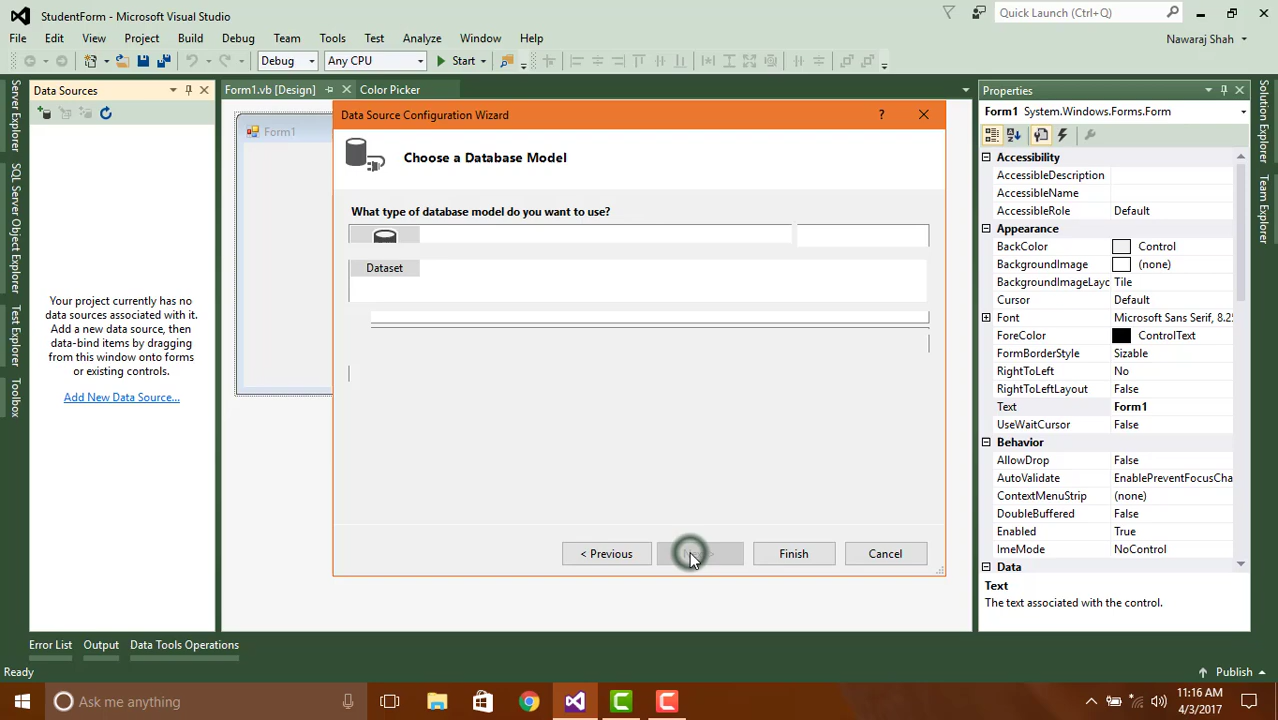 StudentForm - Microsoft Visual Studio
Quick Launch (Ctrl+Q)
File Edit View Project Build Debug Team Tools Test Analyze Window Help
Nawaraj Shah
Debug Any CPU Start
Server Explorer
SQL Server Object Explorer
Test Explorer
Toolbox
Data Sources
Your project currently has no
data sources associated with it.
Add a new data source, then
data-bind items by dragging
from this window onto forms
or existing controls.
Add New Data Source...
Form1.vb [Design] Color Picker
Form1
Data Source Configuration Wizard
?
Choose a Database Model
What type of database model do you want to use?
Dataset
< Previous Finish Cancel
Properties
Form1 System.Windows.Forms.Form
Accessibility
AccessibleDescription
AccessibleName
AccessibleRole Default
Appearance
BackColor Control
BackgroundImage (none)
BackgroundImageLayc Tile
Cursor Default
Font Microsoft Sans Serif, 8.25
ForeColor ControlText
FormBorderStyle Sizable
RightToLeft No
RightToLeftLayout False
Text Form1
UseWaitCursor False
Behavior
AllowDrop False
AutoValidate EnablePreventFocusCha
ContextMenuStrip (none)
DoubleBuffered False
Enabled True
ImeMode NoControl
Data
Text
The text associated with the control.
Solution Explorer
Team Explorer
Error List Output Data Tools Operations
Ready
Publish
Ask me anything
11:16 AM
4/3/2017